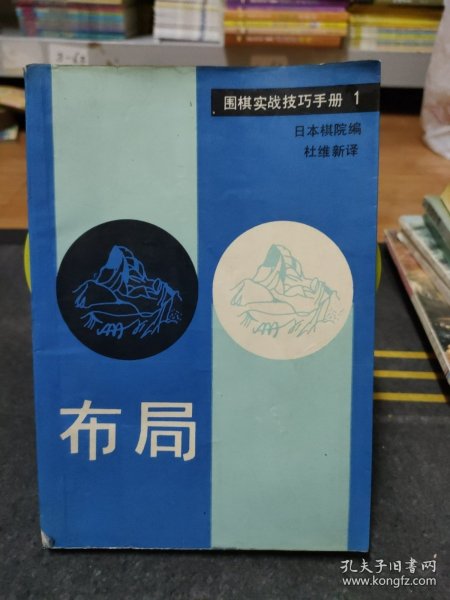 围棋实战技巧手册 1
日本棋院编
杜维新译
布局
孔夫子旧书网
www.kongfz.com